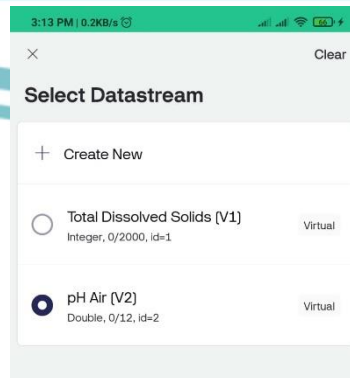 3:13 PM | 0.2KB/s
66
Clear
Select Datastream
Create New
Total Dissolved Solids (V1)
Integer, 0/2000, id=1
Virtual
pH Air (V2)
Double, 0/12, id=2
Virtual